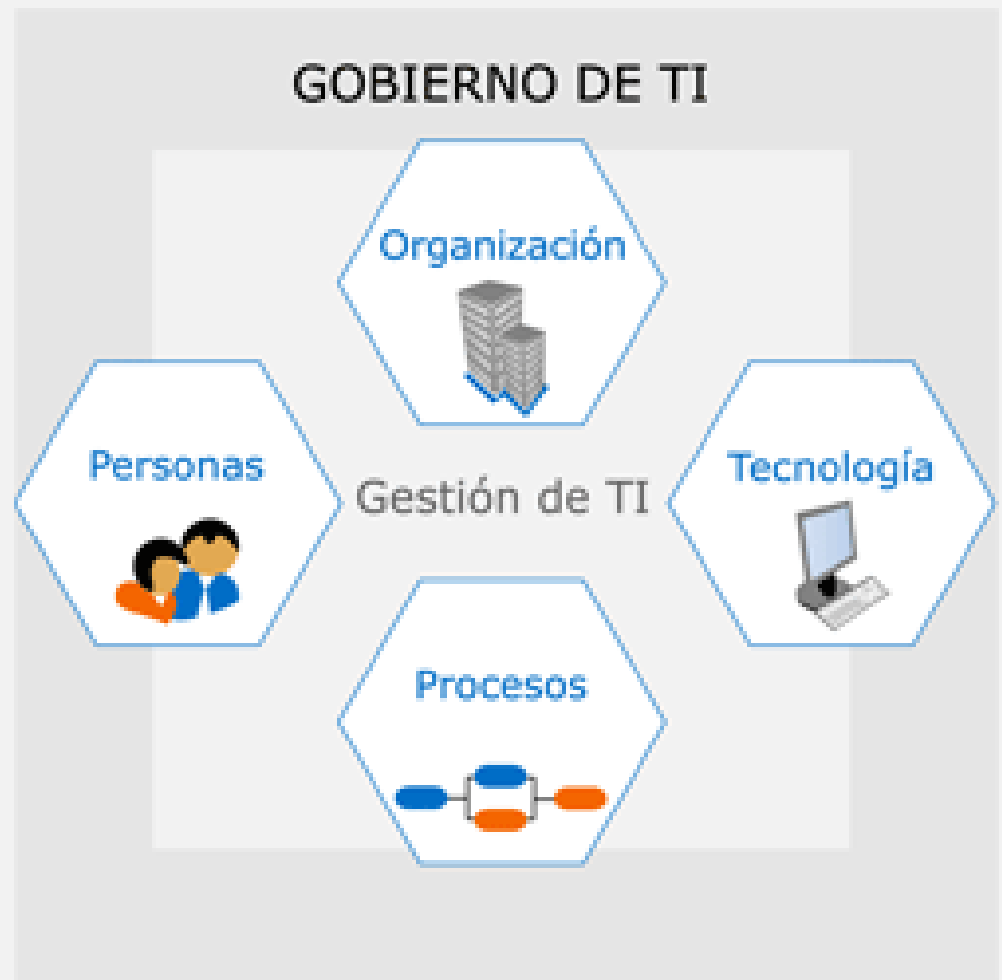 GOBIERNO DE TI
Organización
Personas
Tecnología
Gestión de TI
Procesos